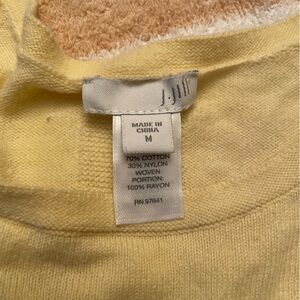 J.Jill
MADE IN
CHINA
M
70% COTTON
30% NYLON
WOVEN
PORTION:
100% RAYON
RN 97641